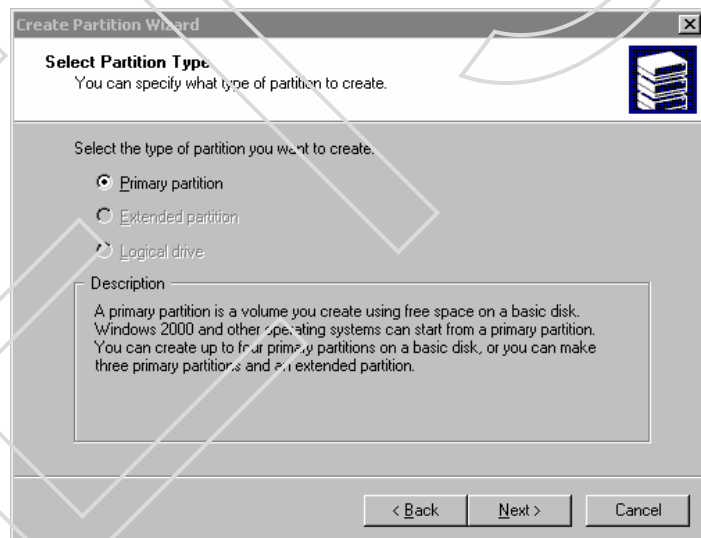 Create Partition Wizard
Select Partition Type
You can specify what type of partition to create.
Select the type of partition you want to create:
Primary partition
Extended partition
Logical drive
Description
A primary partition is a volume you create using free space on a basic disk.
Windows 2000 and other operating systems can start from a primary partition.
You can create up to four primary partitions on a basic disk, or you can make
three primary partitions and an extended partition.
< Back Next > Cancel